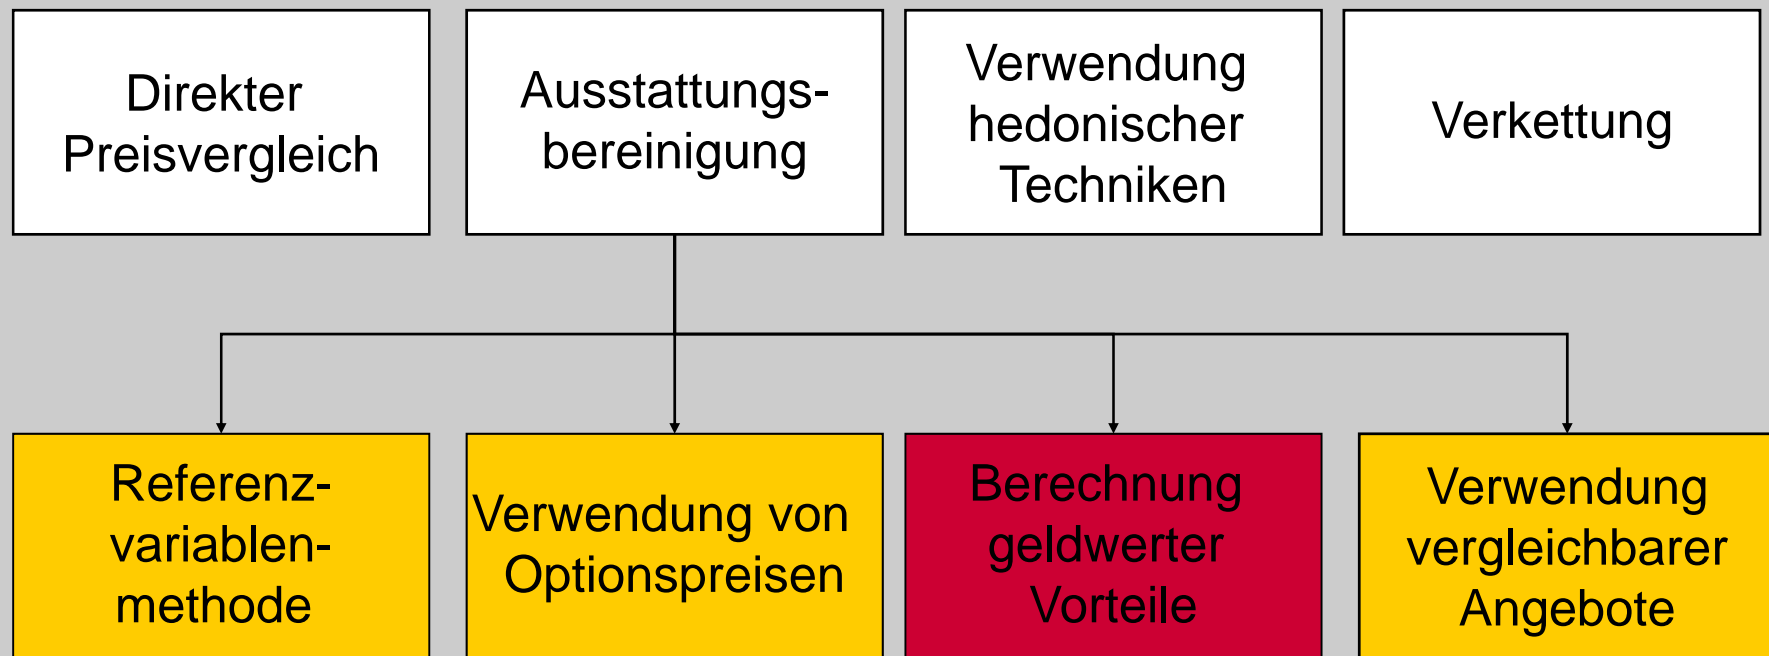 Direkter
Preisvergleich
Ausstattungs-
bereinigung
Verwendung
hedonischer
Techniken
Verkettung
Referenz-
variablen-
methode
Verwendung von
Optionspreisen
Berechnung
geldwerter
Vorteile
Verwendung
vergleichbarer
Angebote